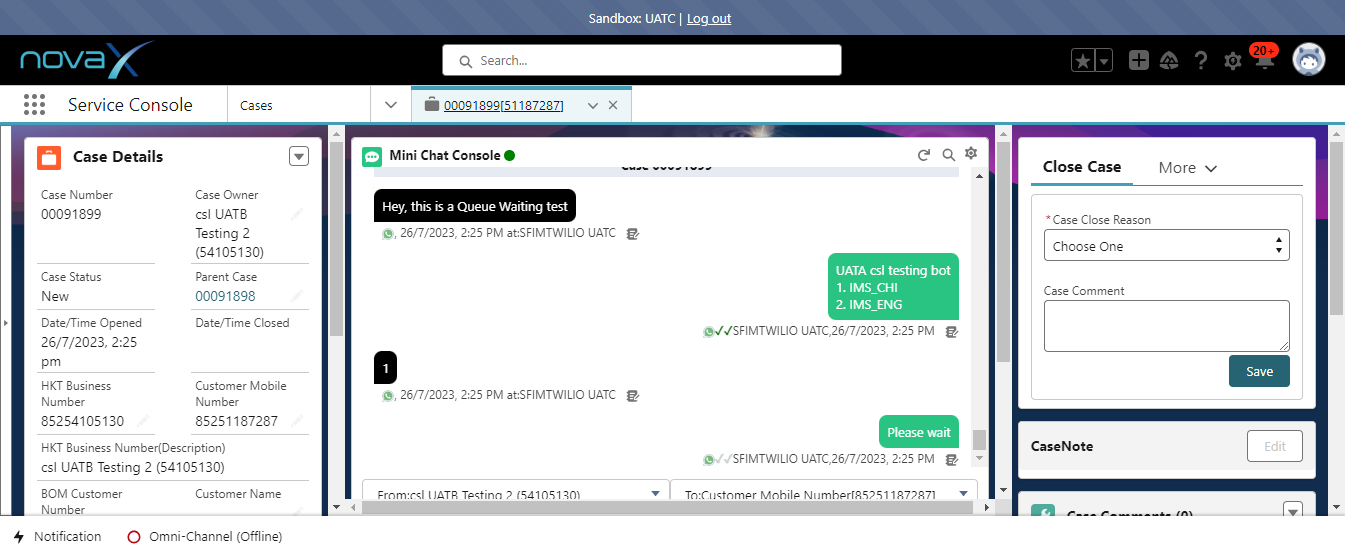 Sandbox: UATC | Log out
novaX
Search...
20+
Service Console
Cases
00091899[51187287]
Case Details
Case Number
00091899
Case Owner
csl UATB
Testing 2
(54105130)
Case Status
New
Parent Case
00091898
Date/Time Opened
26/7/2023, 2:25
pm
Date/Time Closed
HKT Business
Number
85254105130
Customer Mobile
Number
85251187287
HKT Business Number(Description)
csl UATB Testing 2 (54105130)
BOM Customer
Number
Customer Name
Mini Chat Console
Case 00091899
Hey, this is a Queue Waiting test
, 26/7/2023, 2:25 PM at:SFIMTWILIO UATC
UATA csl testing bot
1. IMS_CHI
2. IMS_ENG
SFIMTWILIO UATC,26/7/2023, 2:25 PM
1
, 26/7/2023, 2:25 PM at:SFIMTWILIO UATC
Please wait
SFIMTWILIO UATC,26/7/2023, 2:25 PM
From:csl UATB Testing 2 (54105130)
To:Customer Mobile Number[85251187287]
Close Case
More
*Case Close Reason
Choose One
Case Comment
Save
CaseNote
Edit
Case Comments (0)
Notification
Omni-Channel (Offline)